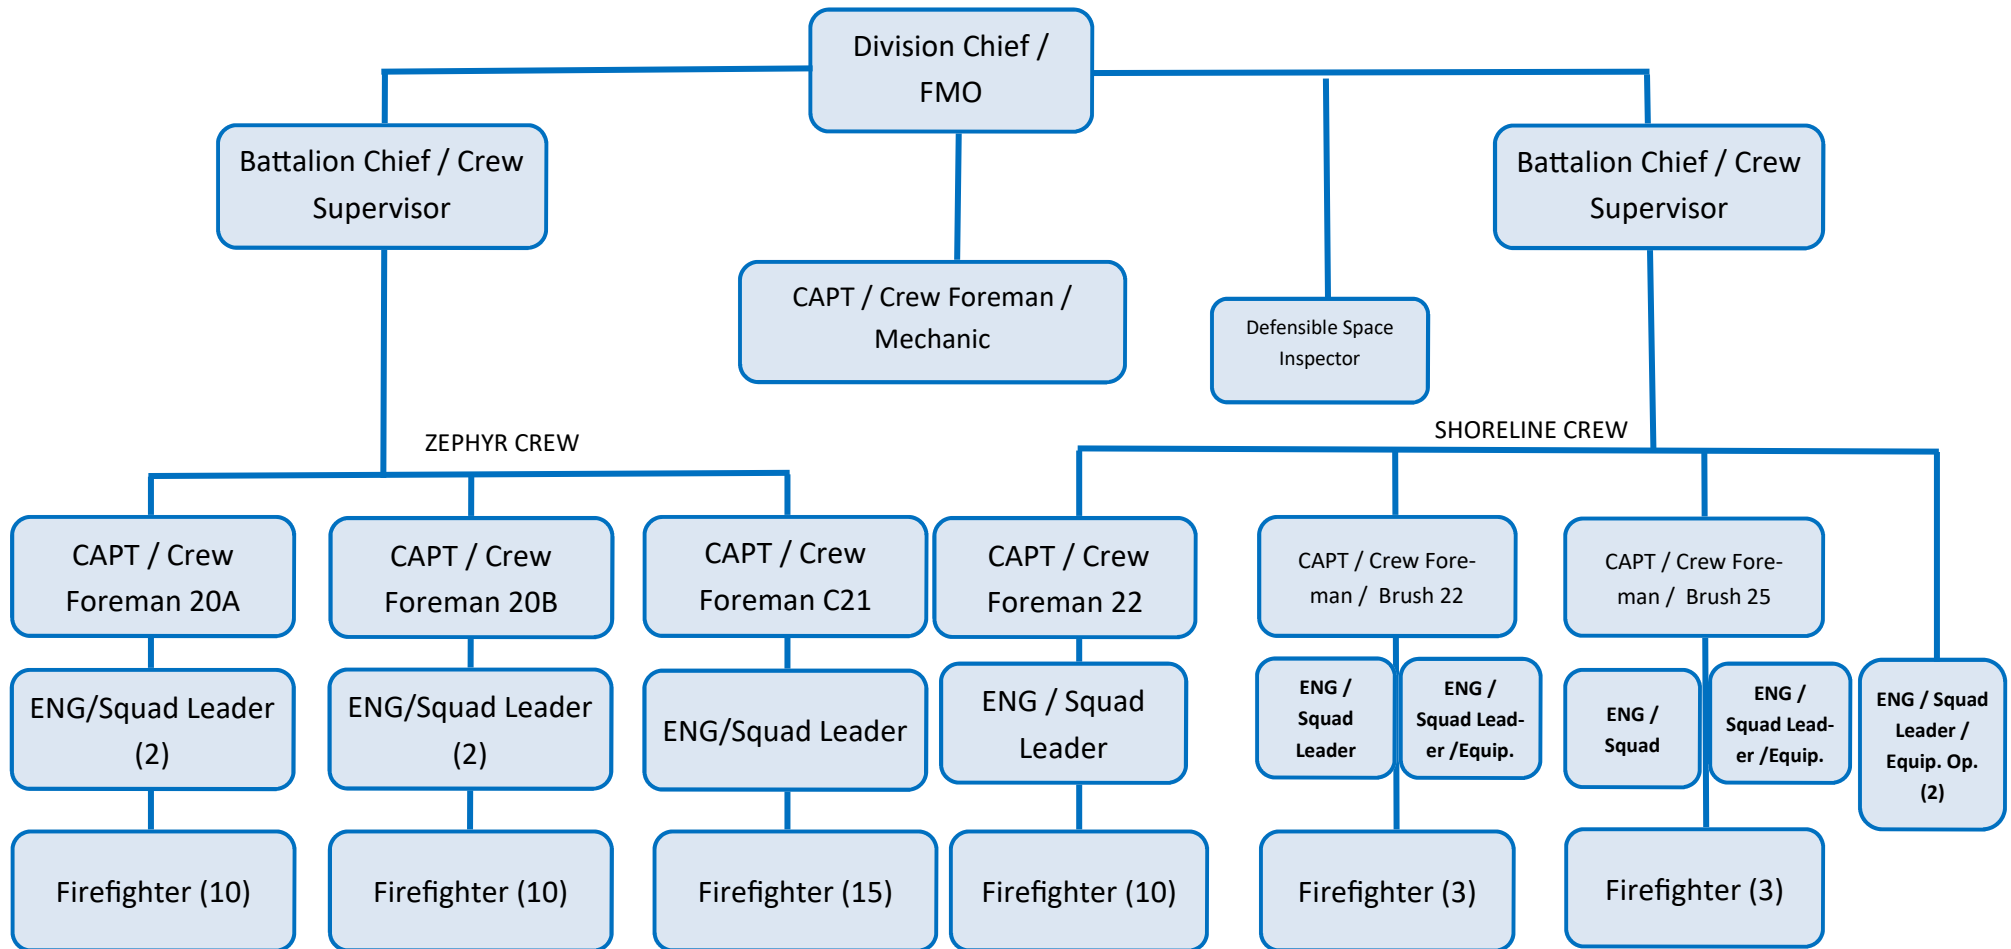 Division Chief /
FMO
Battalion Chief / Crew
Supervisor
Battalion Chief / Crew
Supervisor
CAPT / Crew Foreman /
Mechanic
Defensible Space
Inspector
ZEPHYR CREW
SHORELINE CREW
CAPT / Crew
Foreman 20A
CAPT / Crew
Foreman 20B
CAPT / Crew
Foreman C21
CAPT / Crew
Foreman 22
CAPT / Crew Fore-
man / Brush 22
CAPT / Crew Fore-
man / Brush 25
ENG/Squad Leader
(2)
ENG/Squad Leader
(2)
ENG/Squad Leader
ENG / Squad
Leader
ENG /
Squad
Leader
ENG /
Squad Lead-
er /Equip.
ENG /
Squad
ENG /
Squad Lead-
er /Equip.
ENG / Squad
Leader /
Equip. Op.
(2)
Firefighter (10)
Firefighter (10)
Firefighter (15)
Firefighter (10)
Firefighter (3)
Firefighter (3)